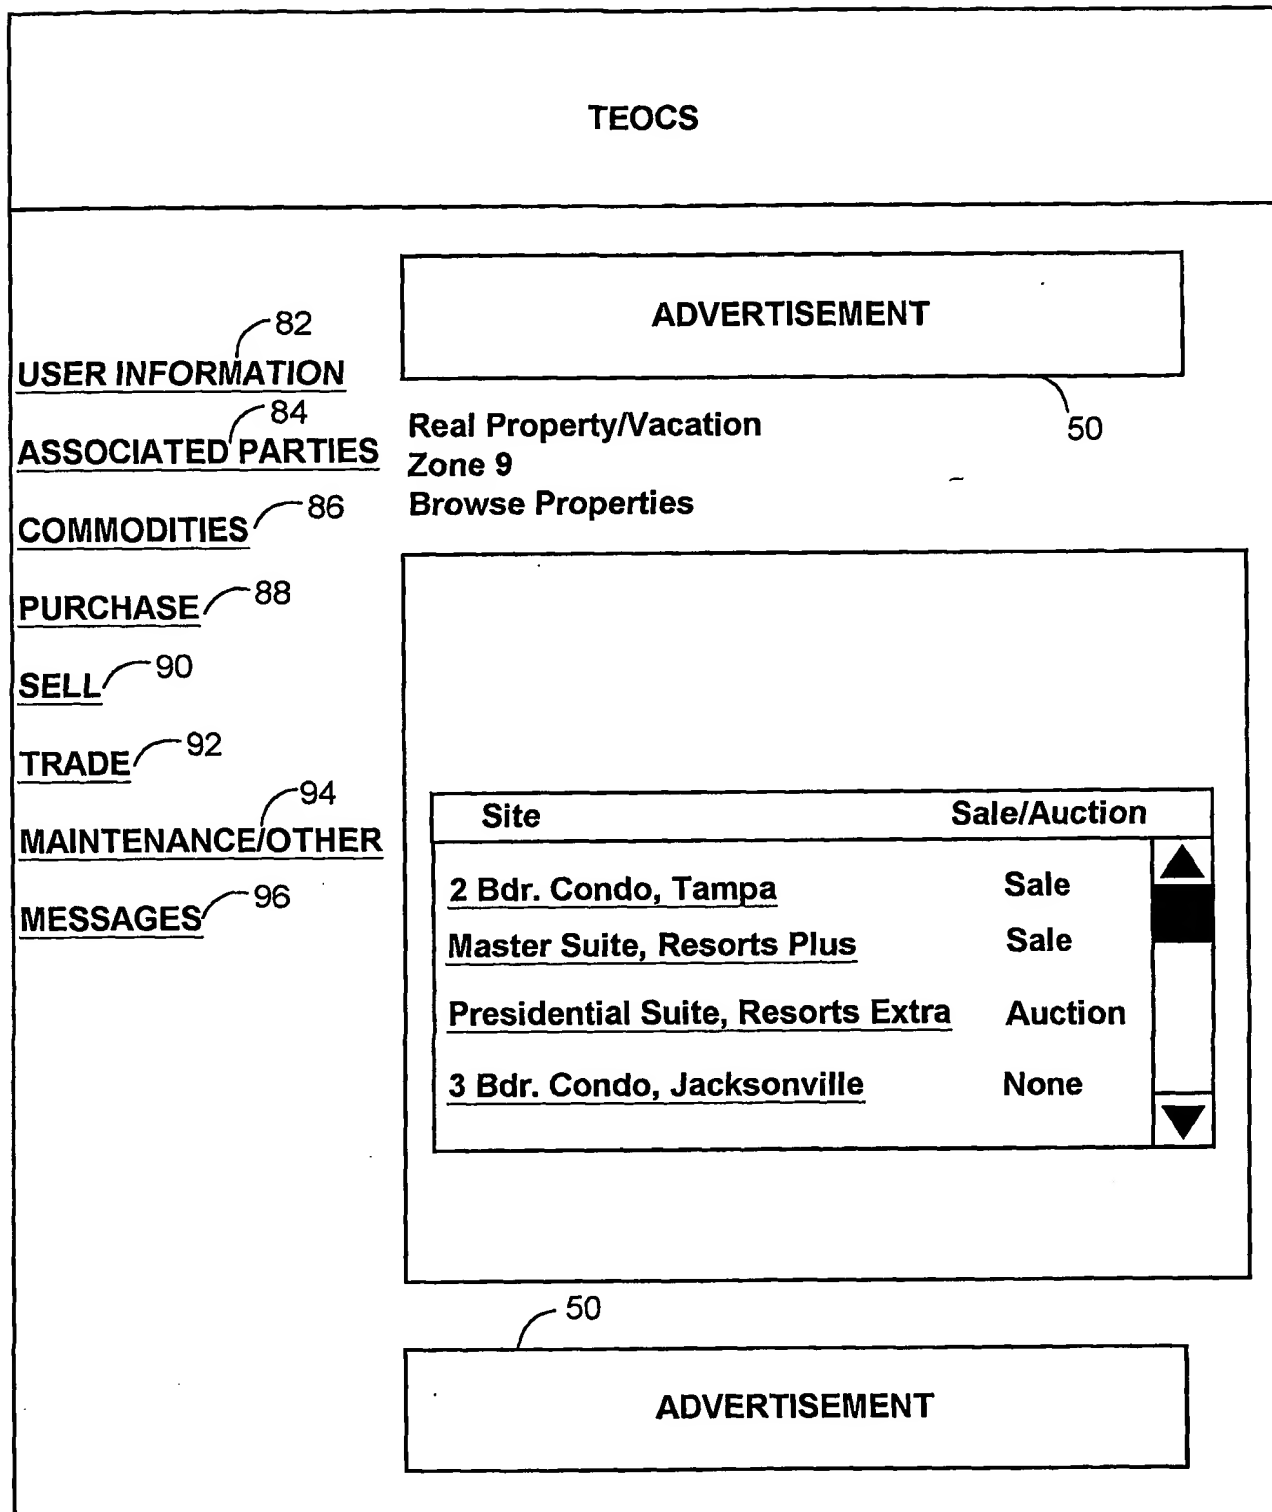 TEOCS
ADVERTISEMENT
50
82
USER INFORMATION
84
ASSOCIATED PARTIES
86
COMMODITIES
88
PURCHASE
90
SELL
92
TRADE
94
MAINTENANCE/OTHER
96
MESSAGES
Real Property/Vacation
Zone 9
Browse Properties
Site Sale/Auction
2 Bdr. Condo, Tampa Sale
Master Suite, Resorts Plus Sale
Presidential Suite, Resorts Extra Auction
3 Bdr. Condo, Jacksonville None
50
ADVERTISEMENT